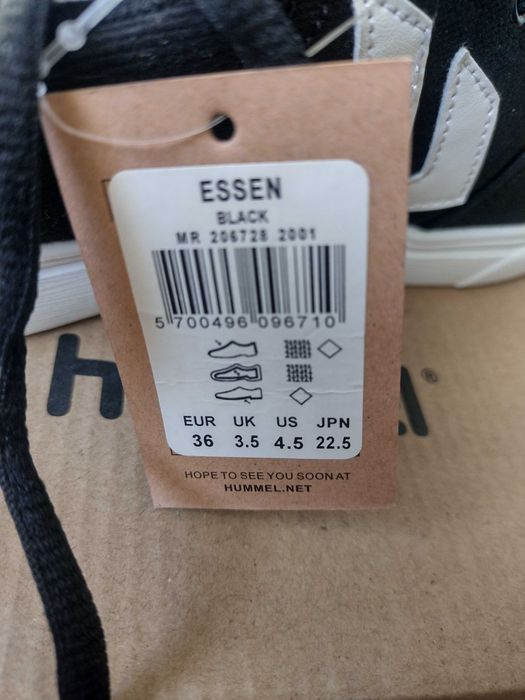 ESSEN
BLACK
MR 206728 2001
5 700496 096710
EUR UK US JPN
36 3.5 4.5 22.5
HOPE TO SEE YOU SOON AT
HUMMEL.NET